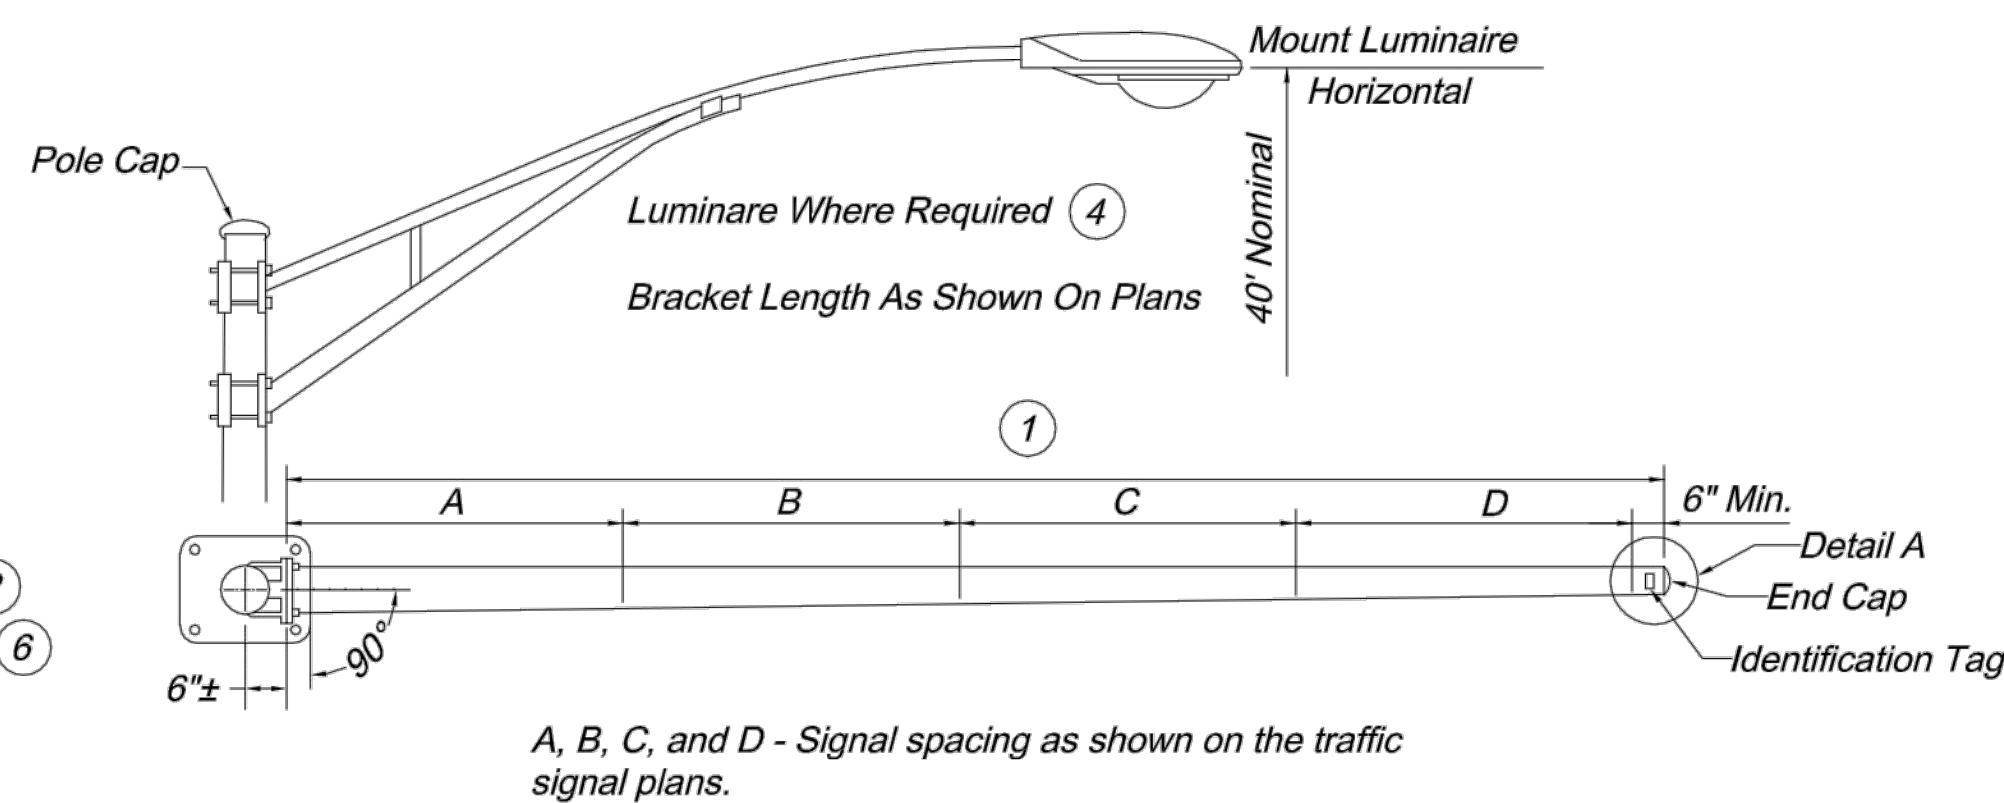 Mount Luminaire
Horizontal
Pole Cap
40' Nominal
Luminare Where Required 4
Bracket Length As Shown On Plans
1
A
B
C
D
6" Min.
Detail A
End Cap
Identification Tag
6
90°
6"±
A, B, C, and D - Signal spacing as shown on the traffic
signal plans.